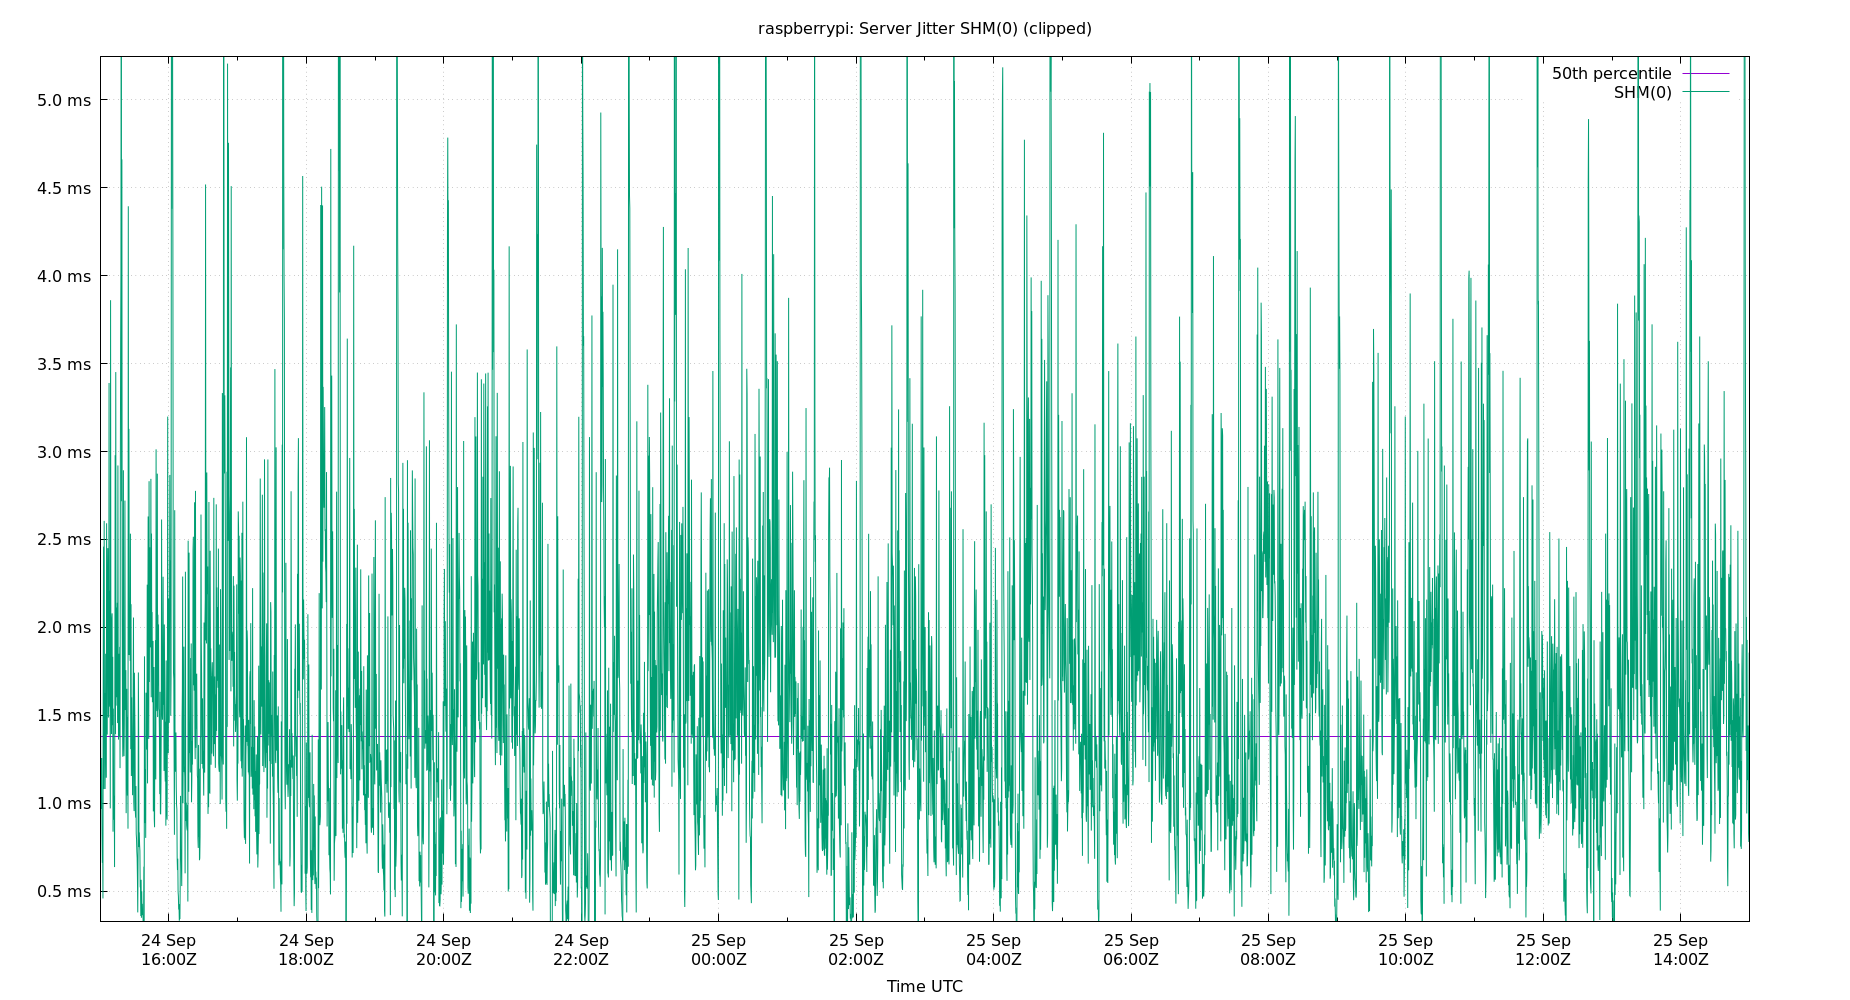 raspberrypi: Server Jitter SHM(0) (clipped)
50th percentile
SHM(0)
5.0 ms
4.5 ms
4.0 ms
3.5 ms
3.0 ms
2.5 ms
2.0 ms
1.5 ms
1.0 ms
0.5 ms
24 Sep 24 Sep 24 Sep 24 Sep 25 Sep 25 Sep 25 Sep 25 Sep 25 Sep 25 Sep 25 Sep 25 Sep
16:00Z 18:00Z 20:00Z 22:00Z 00:00Z 02:00Z 04:00Z 06:00Z 08:00Z 10:00Z 12:00Z 14:00Z
Time UTC